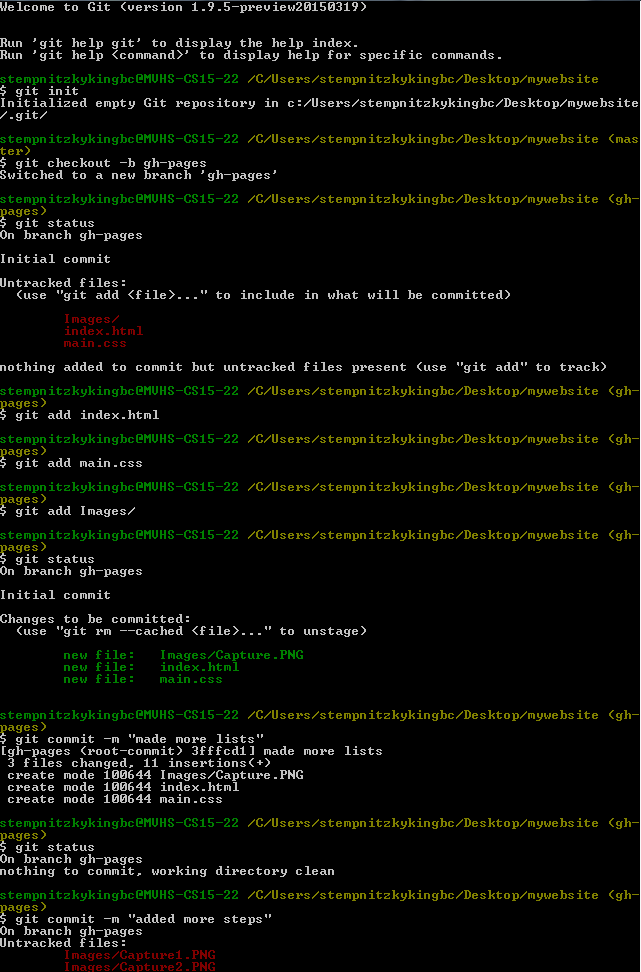 Welcome to Git (version 1.9.5-preview20150319)
Run 'git help git' to display the help index.
Run 'git help <command>' to display help for specific commands.
stempnitzkykingbc@MVHS-CS15-22 /C/Users/stempnitzkykingbc/Desktop/mywebsite
$ git init
Initialized empty Git repository in c:/Users/stempnitzkykingbc/Desktop/mywebsite
/.git/
stempnitzkykingbc@MVHS-CS15-22 /C/Users/stempnitzkykingbc/Desktop/mywebsite (mas
ter)
$ git checkout -b gh-pages
Switched to a new branch 'gh-pages'
stempnitzkykingbc@MVHS-CS15-22 /C/Users/stempnitzkykingbc/Desktop/mywebsite (gh-
pages)
$ git status
On branch gh-pages
Initial commit
Untracked files:
  (use "git add <file>..." to include in what will be committed)
        Images/
        index.html
        main.css
nothing added to commit but untracked files present (use "git add" to track)
stempnitzkykingbc@MVHS-CS15-22 /C/Users/stempnitzkykingbc/Desktop/mywebsite (gh-
pages)
$ git add index.html
stempnitzkykingbc@MVHS-CS15-22 /C/Users/stempnitzkykingbc/Desktop/mywebsite (gh-
pages)
$ git add main.css
stempnitzkykingbc@MVHS-CS15-22 /C/Users/stempnitzkykingbc/Desktop/mywebsite (gh-
pages)
$ git add Images/
stempnitzkykingbc@MVHS-CS15-22 /C/Users/stempnitzkykingbc/Desktop/mywebsite (gh-
pages)
$ git status
On branch gh-pages
Initial commit
Changes to be committed:
  (use "git rm --cached <file>..." to unstage)
        new file:   Images/Capture.PNG
        new file:   index.html
        new file:   main.css
stempnitzkykingbc@MVHS-CS15-22 /C/Users/stempnitzkykingbc/Desktop/mywebsite (gh-
pages)
$ git commit -m "made more lists"
[gh-pages (root-commit) 3fffcd1] made more lists
 3 files changed, 11 insertions(+)
 create mode 100644 Images/Capture.PNG
 create mode 100644 index.html
 create mode 100644 main.css
stempnitzkykingbc@MVHS-CS15-22 /C/Users/stempnitzkykingbc/Desktop/mywebsite (gh-
pages)
$ git status
On branch gh-pages
nothing to commit, working directory clean
stempnitzkykingbc@MVHS-CS15-22 /C/Users/stempnitzkykingbc/Desktop/mywebsite (gh-
pages)
$ git commit -m "added more steps"
On branch gh-pages
Untracked files:
        Images/Capture1.PNG
        Images/Capture2.PNG